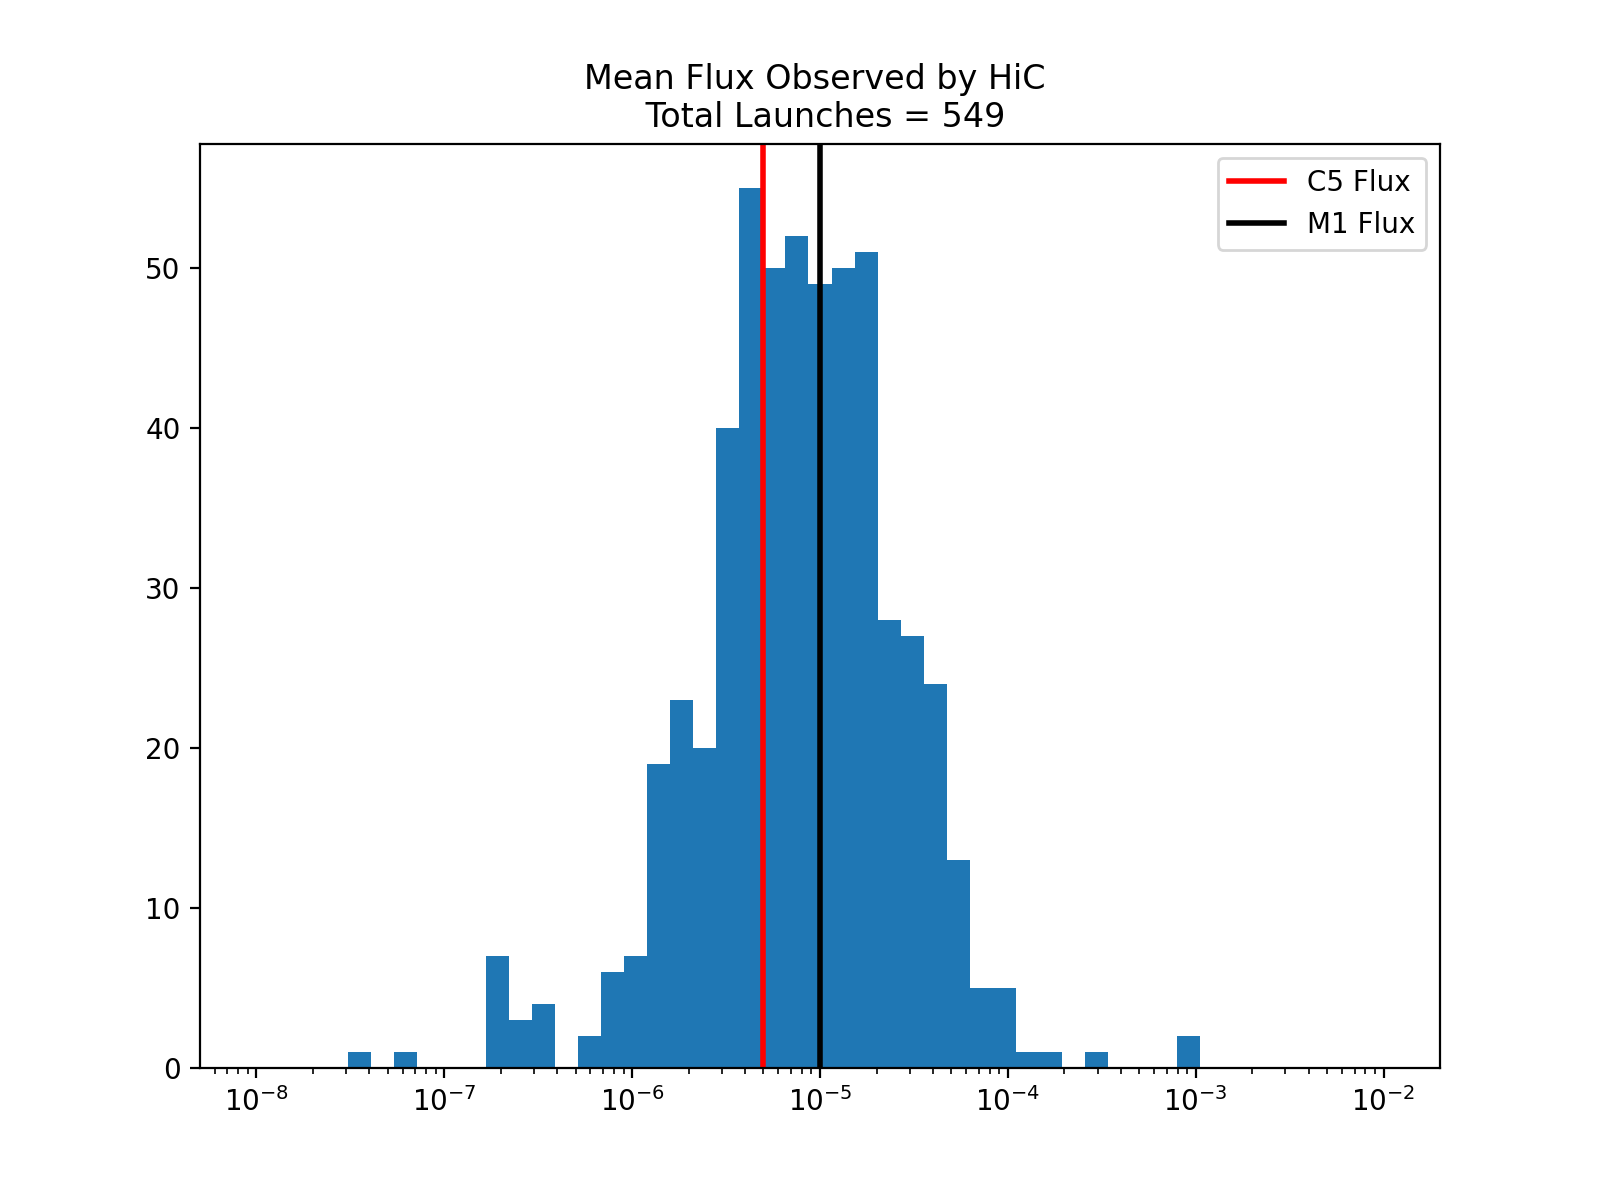 Mean Flux Observed by HiC
Total Launches = 549
C5 Flux
M1 Flux
50
40
30
20
10
0
10⁻⁸ 10⁻⁷ 10⁻⁶ 10⁻⁵ 10⁻⁴ 10⁻³ 10⁻²